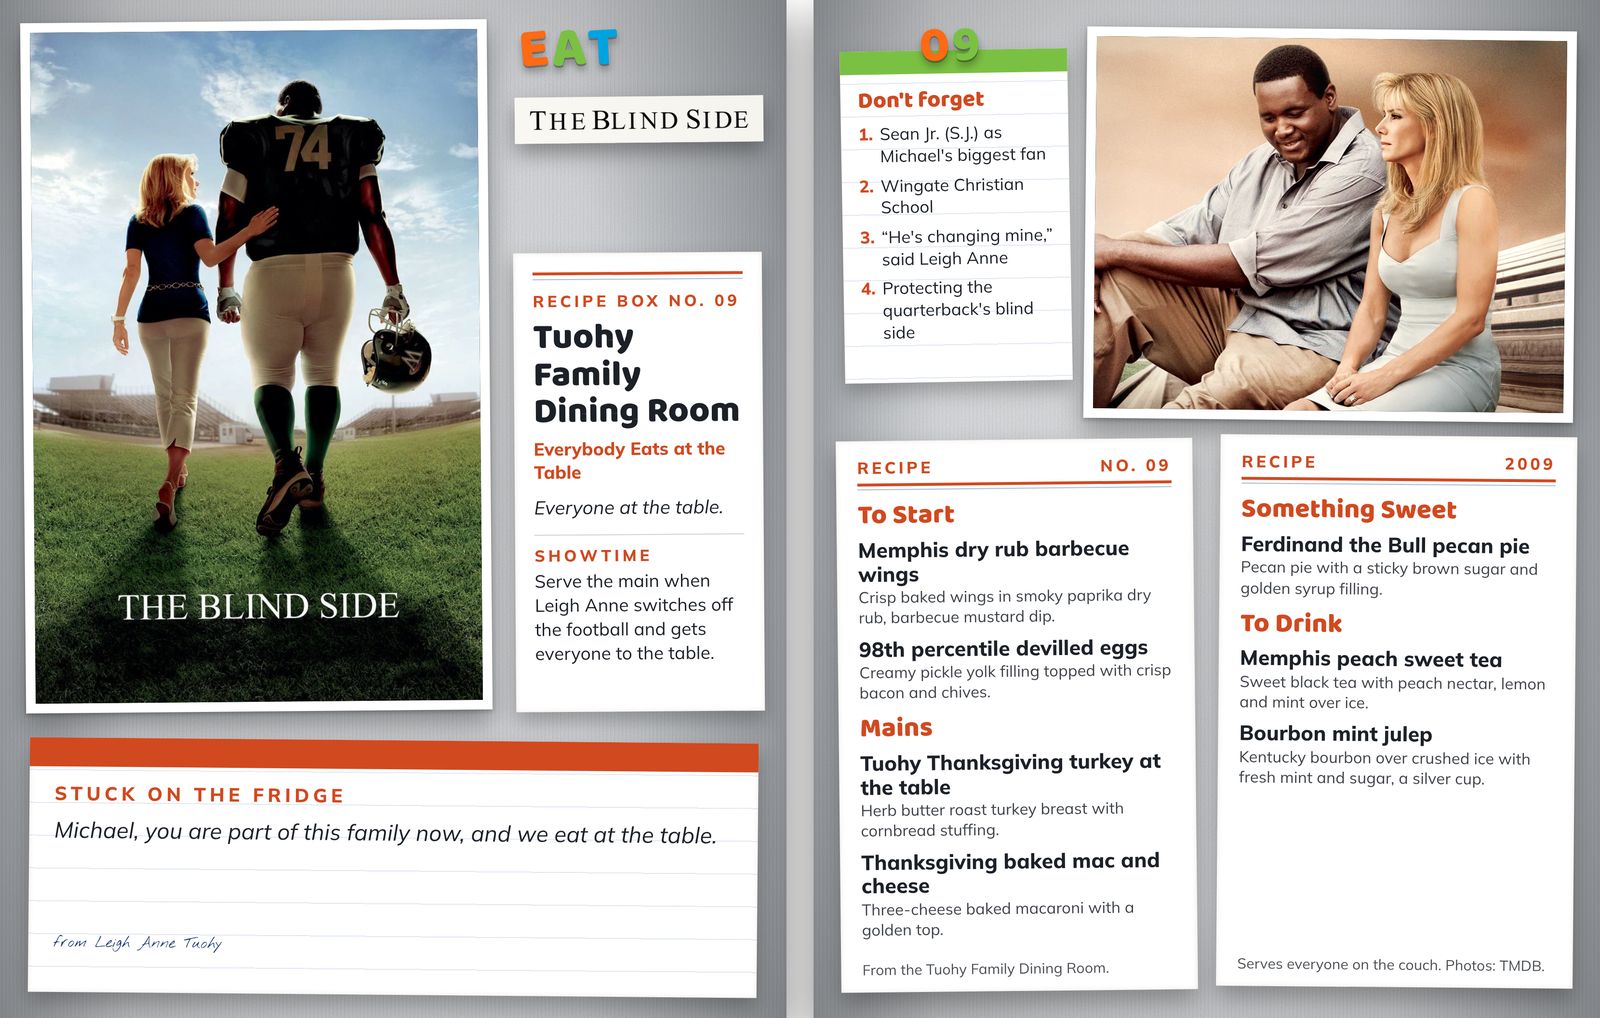 74
THE BLIND SIDE
EAT
THE BLIND SIDE
RECIPE BOX NO. 09
Tuohy
Family
Dining Room
Everybody Eats at the
Table
Everyone at the table.
SHOWTIME
Serve the main when
Leigh Anne switches off
the football and gets
everyone to the table.
STUCK ON THE FRIDGE
Michael, you are part of this family now, and we eat at the table.
from Leigh Anne Tuohy
09
Don't forget
1. Sean Jr. (S.J.) as
Michael's biggest fan
2. Wingate Christian
School
3. “He's changing mine,”
said Leigh Anne
4. Protecting the
quarterback's blind
side
RECIPE NO. 09
To Start
Memphis dry rub barbecue
wings
Crisp baked wings in smoky paprika dry
rub, barbecue mustard dip.
98th percentile devilled eggs
Creamy pickle yolk filling topped with crisp
bacon and chives.
Mains
Tuohy Thanksgiving turkey at
the table
Herb butter roast turkey breast with
cornbread stuffing.
Thanksgiving baked mac and
cheese
Three-cheese baked macaroni with a
golden top.
From the Tuohy Family Dining Room.
RECIPE 2009
Something Sweet
Ferdinand the Bull pecan pie
Pecan pie with a sticky brown sugar and
golden syrup filling.
To Drink
Memphis peach sweet tea
Sweet black tea with peach nectar, lemon
and mint over ice.
Bourbon mint julep
Kentucky bourbon over crushed ice with
fresh mint and sugar, a silver cup.
Serves everyone on the couch. Photos: TMDB.